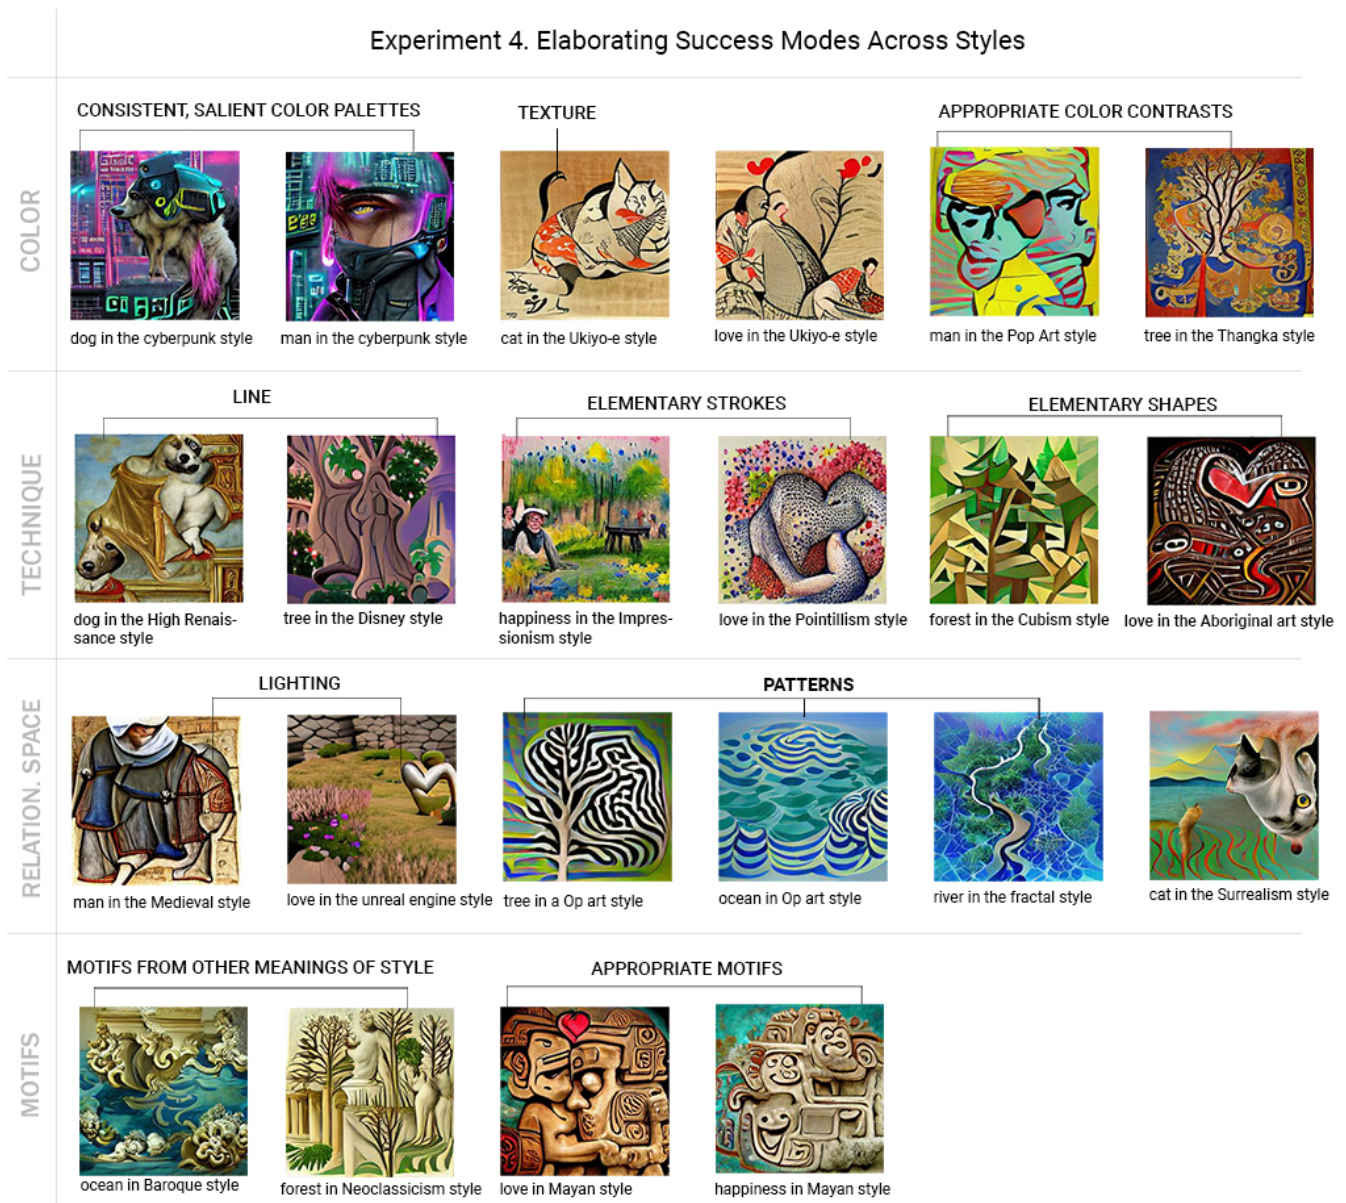 Experiment 4. Elaborating Success Modes Across Styles
COLOR
CONSISTENT, SALIENT COLOR PALETTES
TEXTURE
APPROPRIATE COLOR CONTRASTS
dog in the cyberpunk style
man in the cyberpunk style
cat in the Ukiyo-e style
love in the Ukiyo-e style
man in the Pop Art style
tree in the Thangka style
TECHNIQUE
LINE
ELEMENTARY STROKES
ELEMENTARY SHAPES
dog in the High Renais-
sance style
tree in the Disney style
happiness in the Impres-
sionism style
love in the Pointillism style
forest in the Cubism style
love in the Aboriginal art style
RELATION. SPACE
LIGHTING
PATTERNS
man in the Medieval style
love in the unreal engine style
tree in a Op art style
ocean in Op art style
river in the fractal style
cat in the Surrealism style
MOTIFS
MOTIFS FROM OTHER MEANINGS OF STYLE
APPROPRIATE MOTIFS
ocean in Baroque style
forest in Neoclassicism style
love in Mayan style
happiness in Mayan style